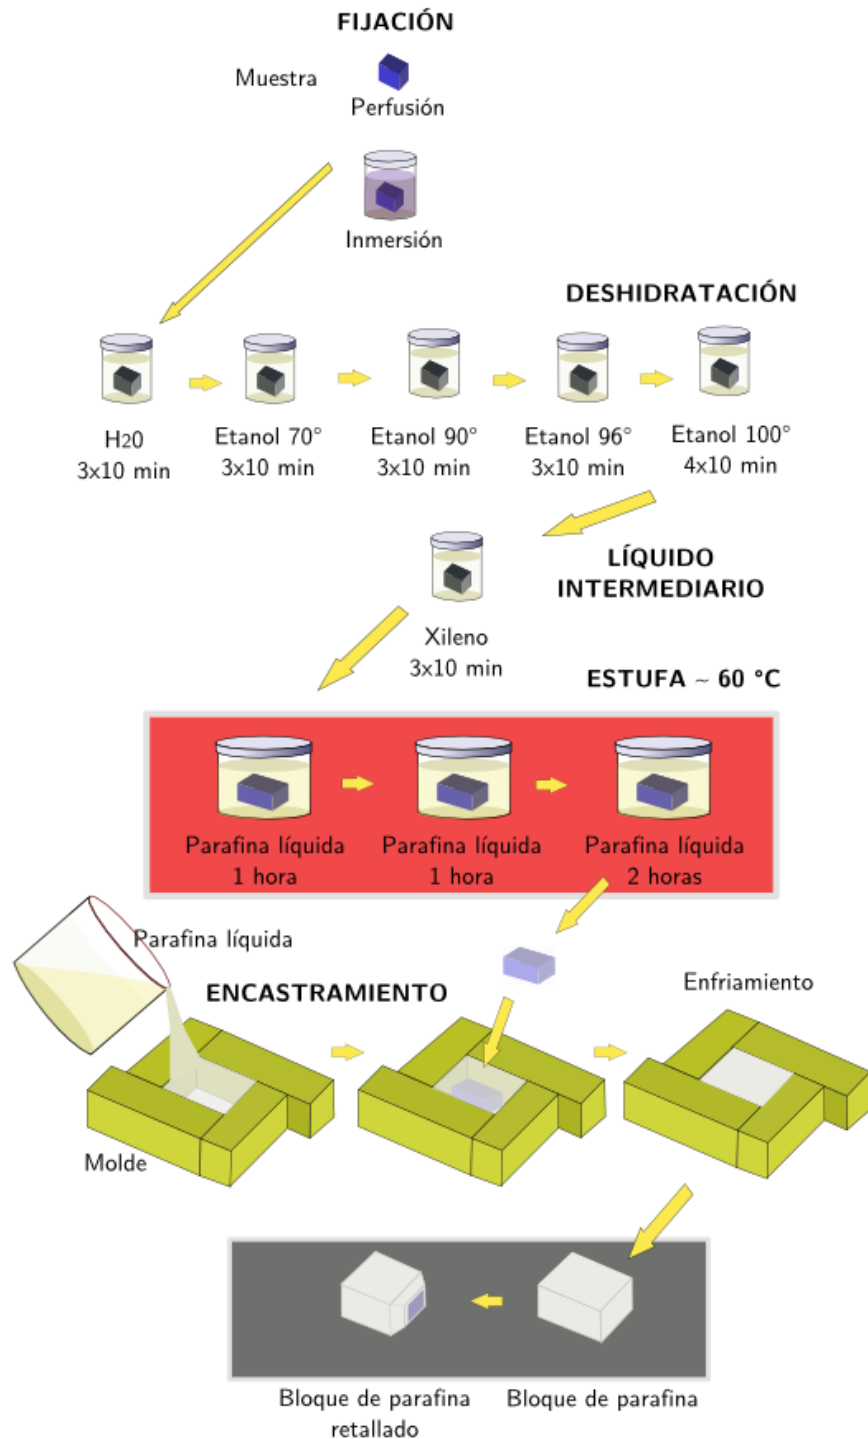 FIJACIÓN
Muestra
Perfusión
Inmersión
DESHIDRATACIÓN
H20
3x10 min
Etanol 70°
3x10 min
Etanol 90°
3x10 min
Etanol 96°
3x10 min
Etanol 100°
4x10 min
LÍQUIDO
INTERMEDIARIO
Xileno
3x10 min
ESTUFA ~ 60 °C
Parafina líquida
1 hora
Parafina líquida
1 hora
Parafina líquida
2 horas
Parafina líquida
ENCASTRAMIENTO
Enfriamiento
Molde
Bloque de parafina
retallado
Bloque de parafina